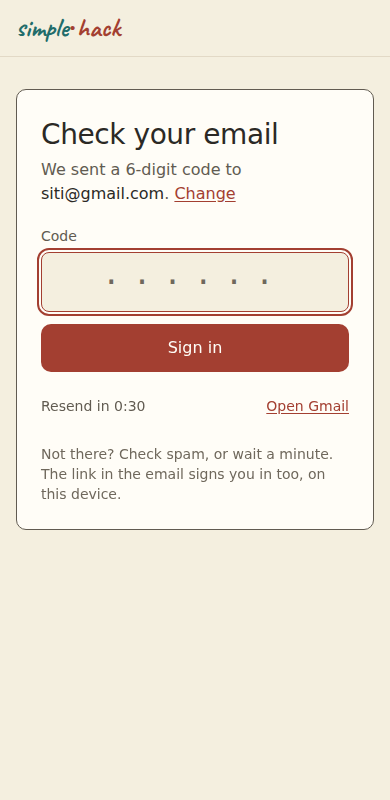 simple·hack
Check your email
We sent a 6-digit code to
siti@gmail.com. Change
Code
· · · · · ·
Sign in
Resend in 0:30
Open Gmail
Not there? Check spam, or wait a minute.
The link in the email signs you in too, on
this device.